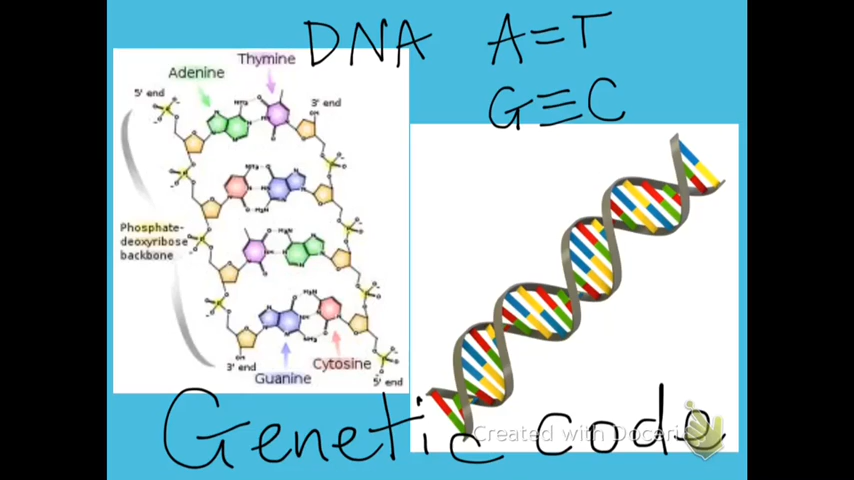 DNA A=T
G≡C
Thymine
Adenine
5' end
3' end
Phosphate-
deoxyribose
backbone
3' end
Guanine
Cytosine
5' end
Genetic code
Created with Doceri